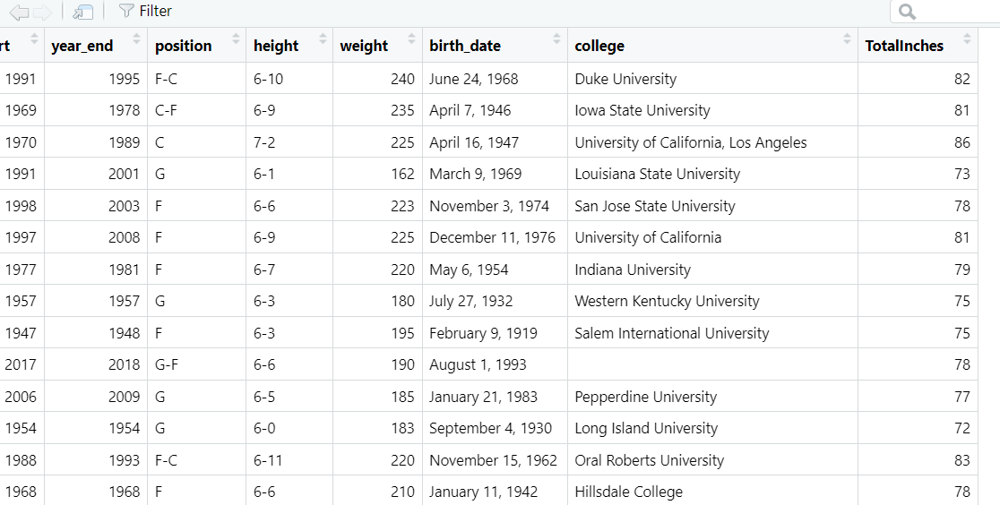 Filter
rt year_end position height weight birth_date college TotalInches
1991 1995 F-C 6-10 240 June 24, 1968 Duke University 82
1969 1978 C-F 6-9 235 April 7, 1946 Iowa State University 81
1970 1989 C 7-2 225 April 16, 1947 University of California, Los Angeles 86
1991 2001 G 6-1 162 March 9, 1969 Louisiana State University 73
1998 2003 F 6-6 223 November 3, 1974 San Jose State University 78
1997 2008 F 6-9 225 December 11, 1976 University of California 81
1977 1981 F 6-7 220 May 6, 1954 Indiana University 79
1957 1957 G 6-3 180 July 27, 1932 Western Kentucky University 75
1947 1948 F 6-3 195 February 9, 1919 Salem International University 75
2017 2018 G-F 6-6 190 August 1, 1993 78
2006 2009 G 6-5 185 January 21, 1983 Pepperdine University 77
1954 1954 G 6-0 183 September 4, 1930 Long Island University 72
1988 1993 F-C 6-11 220 November 15, 1962 Oral Roberts University 83
1968 1968 F 6-6 210 January 11, 1942 Hillsdale College 78